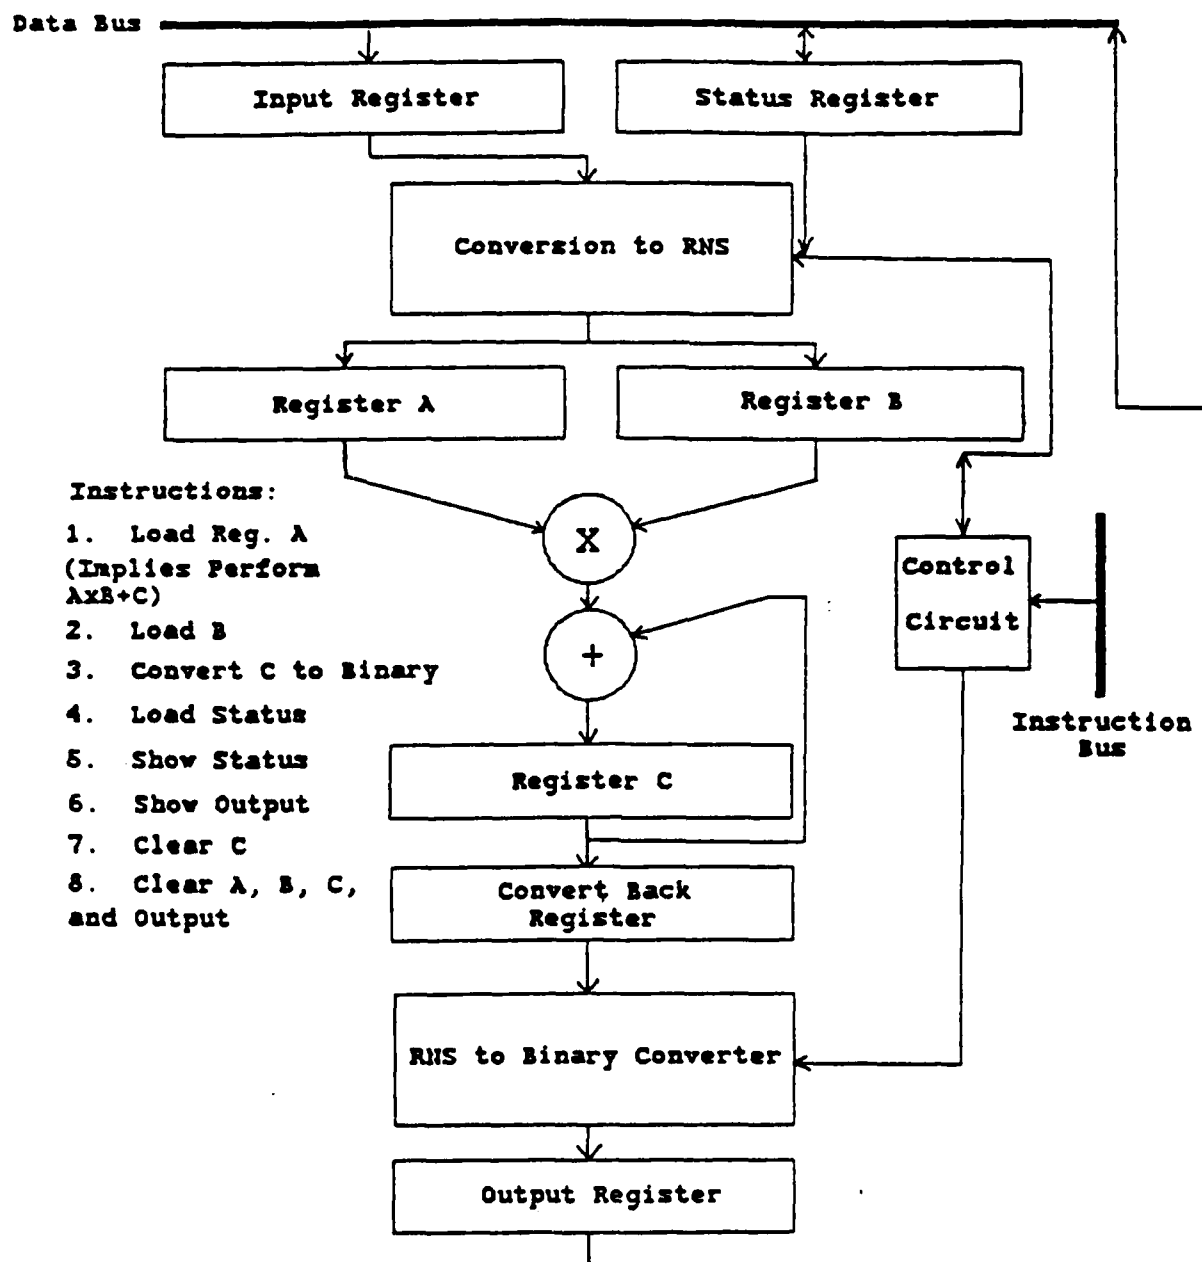 Data Bus
Input Register
Status Register
Conversion to RNS
Register A
Register B
Instructions:
1. Load Reg. A
(Implies Perform
AxB+C)
2. Load B
3. Convert C to Binary
4. Load Status
5. Show Status
6. Show Output
7. Clear C
8. Clear A, B, C,
and Output
X
+
Control
Circuit
Instruction
Bus
Register C
Convert Back
Register
RNS to Binary Converter
Output Register